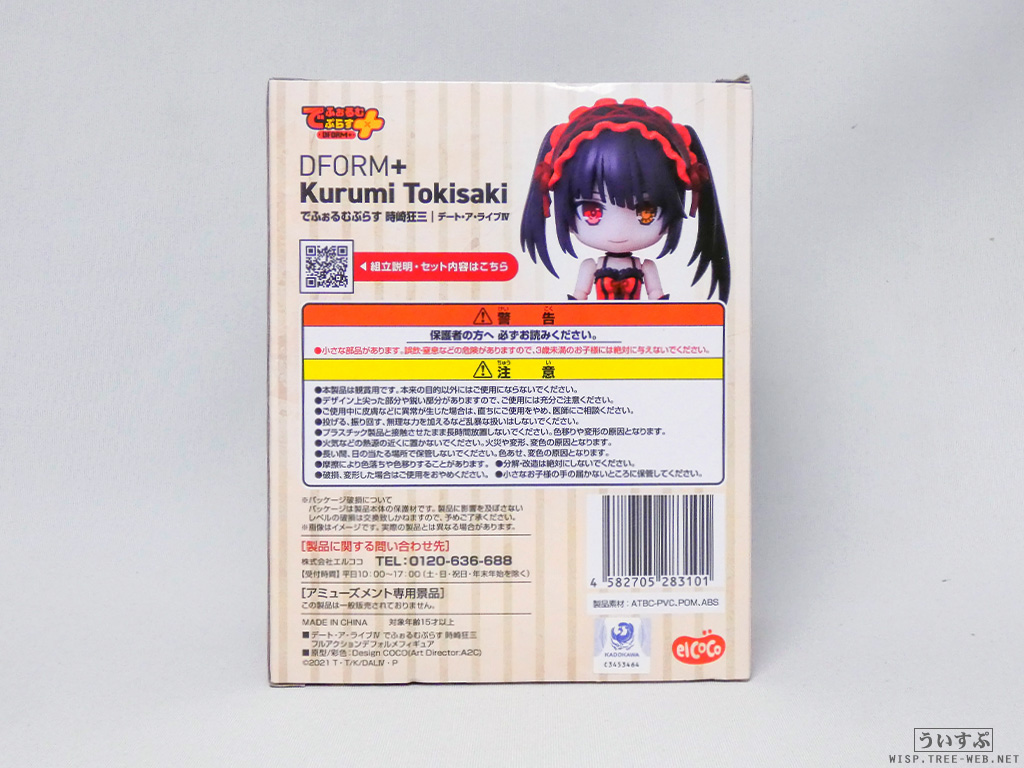 でふぉるむ
ぷらす
DFORM+
DFORM+
Kurumi Tokisaki
でふぉるむぷらす 時崎狂三｜デート・ア・ライブⅣ
◀組立説明・セット内容はこちら
けい こく
⚠警 告
保護者の方へ 必ずお読みください。
●小さな部品があります。誤飲・窒息などの危険がありますので、3歳未満のお子様には絶対に与えないでください。
ちゅう い
⚠注 意
●本製品は観賞用です。本来の目的以外にはご使用にならないでください。
●デザイン上尖った部分や鋭い部分がありますので、ご使用には充分ご注意ください。
●ご使用中に皮膚などに異常が生じた場合は、直ちにご使用をやめ、医師にご相談ください。
●投げる、振り回す、無理な力を加えるなど乱暴な扱いはしないでください。
●プラスチック製品と接触させたまま長時間放置しないでください。色移りや変形の原因となります。
●火気などの熱源の近くに置かないでください。火災や変形、変色の原因となります。
●長い間、日の当たる場所で保管しないでください。色あせ、変色の原因となります。
●摩擦により色落ちや色移りすることがあります。 ●分解・改造は絶対にしないでください。
●破損、変形した場合はご使用をおやめください。 ●小さなお子様の手の届かないところに保管してください。
※パッケージ破損について
パッケージは製品本体の保護材です。製品に影響を及ぼさない
レベルの破損は交換致しかねますので、予めご了承ください。
※画像はイメージです。実際の製品とは異なる場合があります。
[製品に関する問い合わせ先]
株式会社エルココ TEL:0120-636-688
【受付時間】平日10:00〜17:00(土・日・祝日・年末年始を除く)
[アミューズメント専用景品]
この製品は一般販売されておりません。
MADE IN CHINA 対象年齢15才以上
■デート・ア・ライブⅣ でふぉるむぷらす 時崎狂三
フルアクションデフォルメフィギュア
■原型/彩色:Design COCO(Art Director:A2C)
©2021 T・T/K/DALⅣ・P
4 582705 283101
製品素材:ATBC-PVC,POM,ABS
KADOKAWA
C3453464
elCoCo
ういすぷ
WISP.TREE-WEB.NET